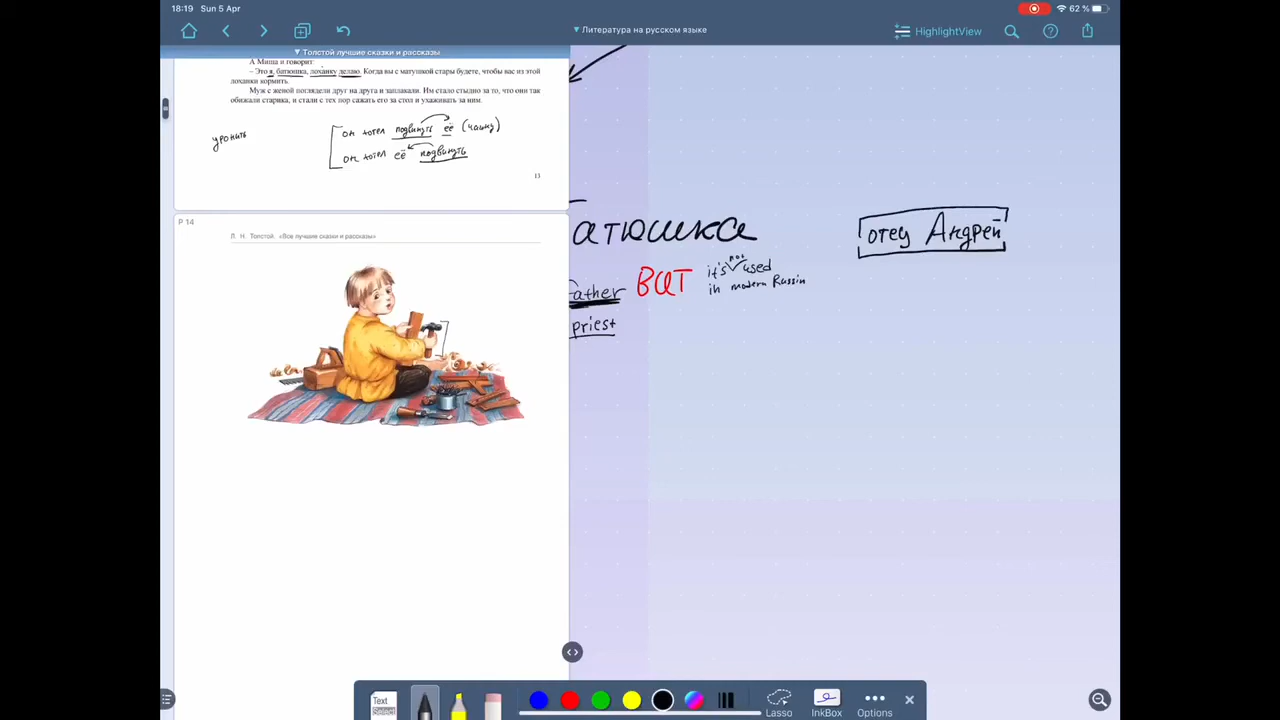 18:19 Sun 5 Apr
62 %
Литература на русском языке
HighlightView
Толстой лучшие сказки и рассказы
А Миша и говорит:
– Это я, батюшка, лоханку делаю. Когда вы с матушкой стары будете, чтобы вас из этой
лоханки кормить.
Муж с женой поглядели друг на друга и заплакали. Им стало стыдно за то, что они так
обижали старика; и стали с тех пор сажать его за стол и ухаживать за ним.
уронить
он хотел подвинуть её (чашку)
он хотел её подвинуть
13
P 14
Л. Н. Толстой. «Все лучшие сказки и рассказы»
атюшка
отец Андрей
father BUT it's not used
in modern Russia
priest
Text
Select
Lasso
InkBox
Options